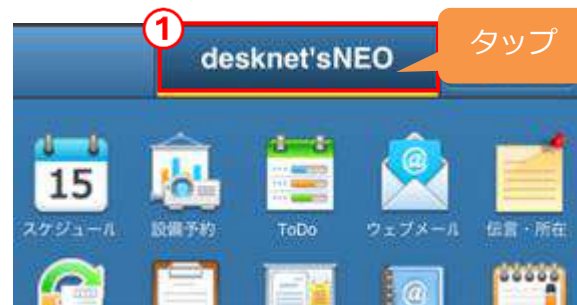 ①
desknet'sNEO
タップ
15
スケジュール
設備予約
ToDo
ウェブメール
伝言・所在